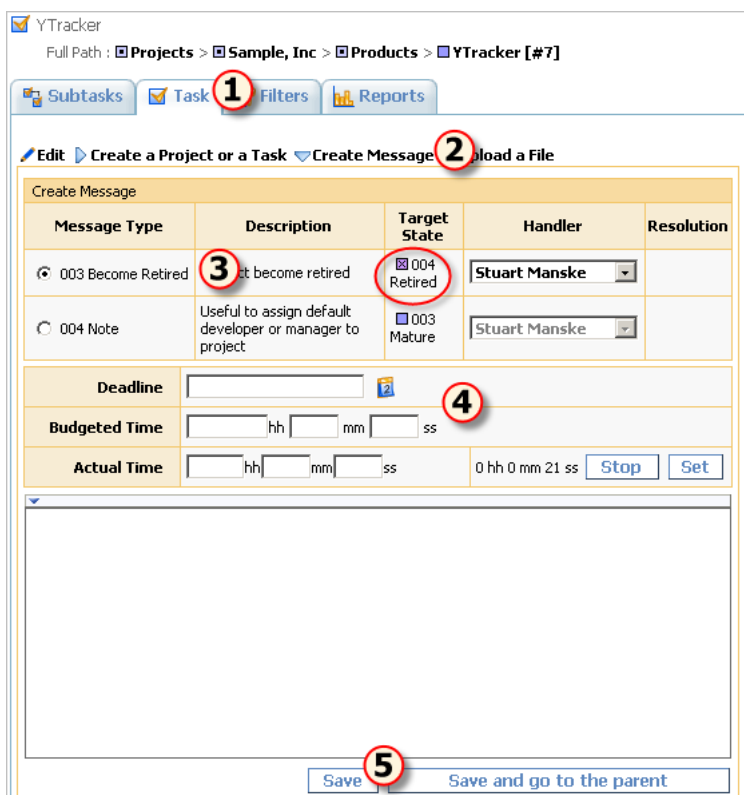 YTracker
Full Path : Projects > Sample, Inc > Products > YTracker [#7]
Subtasks Task 1 Filters Reports
Edit Create a Project or a Task Create Message 2 pload a File
Create Message
Message Type Description Target State Handler Resolution
003 Become Retired 3 ct become retired 004 Retired Stuart Manske
004 Note Useful to assign default developer or manager to project 003 Mature Stuart Manske
Deadline 2
Budgeted Time hh mm ss 4
Actual Time hh mm ss 0 hh 0 mm 21 ss Stop Set
Save 5 Save and go to the parent